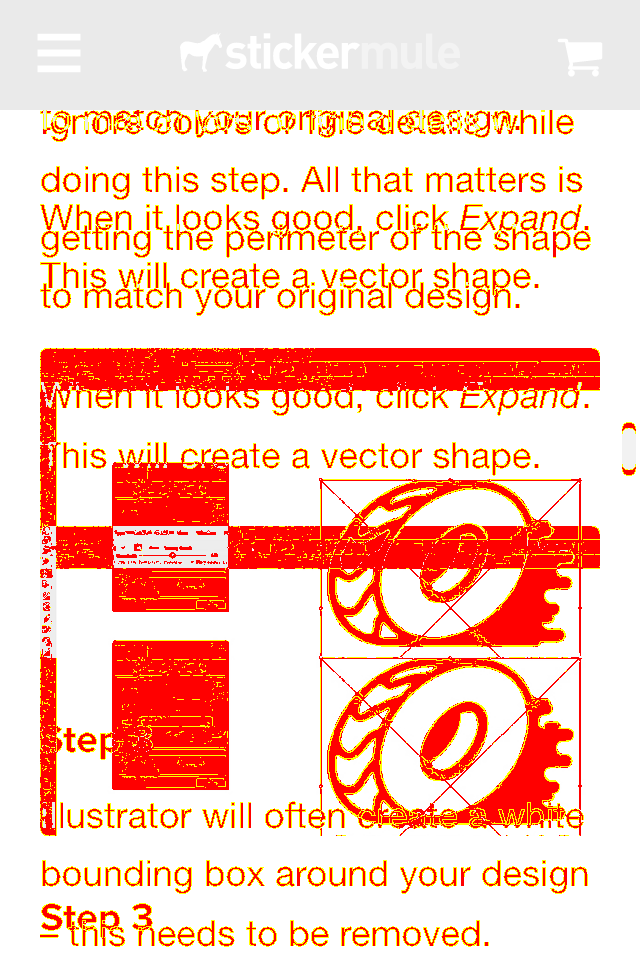 stickermule
to match your original design.
Ignore colors or fine details while
doing this step. All that matters is
When it looks good, click Expand.
getting the perimeter of the shape
This will create a vector shape.
to match your original design.
When it looks good, click Expand.
This will create a vector shape.
Step 3
Illustrator will often create a white
bounding box around your design
Step 3
– this needs to be removed.